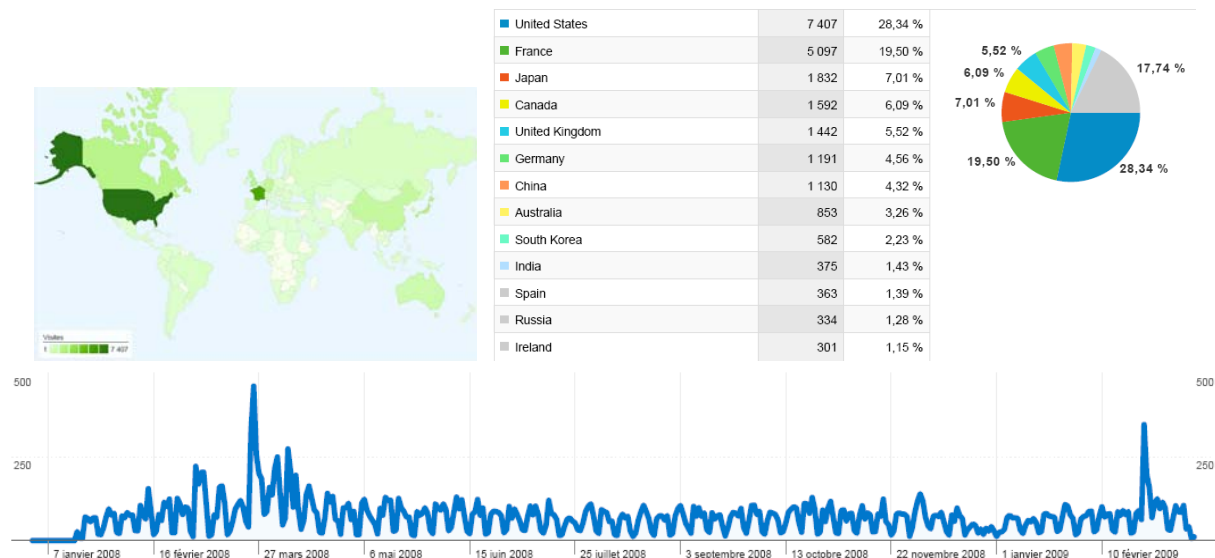 United States 7 407 28,34 %
France 5 097 19,50 %
Japan 1 832 7,01 %
Canada 1 592 6,09 %
United Kingdom 1 442 5,52 %
Germany 1 191 4,56 %
China 1 130 4,32 %
Australia 853 3,26 %
South Korea 582 2,23 %
India 375 1,43 %
Spain 363 1,39 %
Russia 334 1,28 %
Ireland 301 1,15 %
5,52 %
6,09 %
7,01 %
19,50 %
17,74 %
28,34 %
Visites
1 7 407
500 500
250 250
7 janvier 2008 16 février 2008 27 mars 2008 6 mai 2008 15 juin 2008 25 juillet 2008 3 septembre 2008 13 octobre 2008 22 novembre 2008 1 janvier 2009 10 février 2009